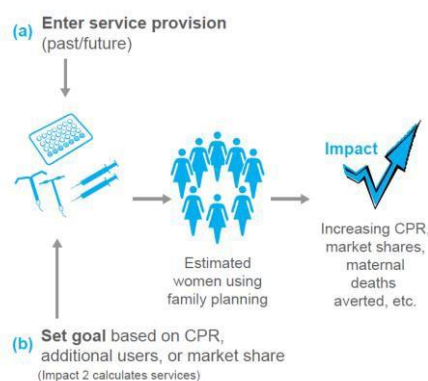 (a) Enter service provision
(past/future)
Impact
Estimated
women using
family planning
Increasing CPR,
market shares,
maternal
deaths
averted, etc.
(b) Set goal based on CPR,
additional users, or market share
(Impact 2 calculates services)